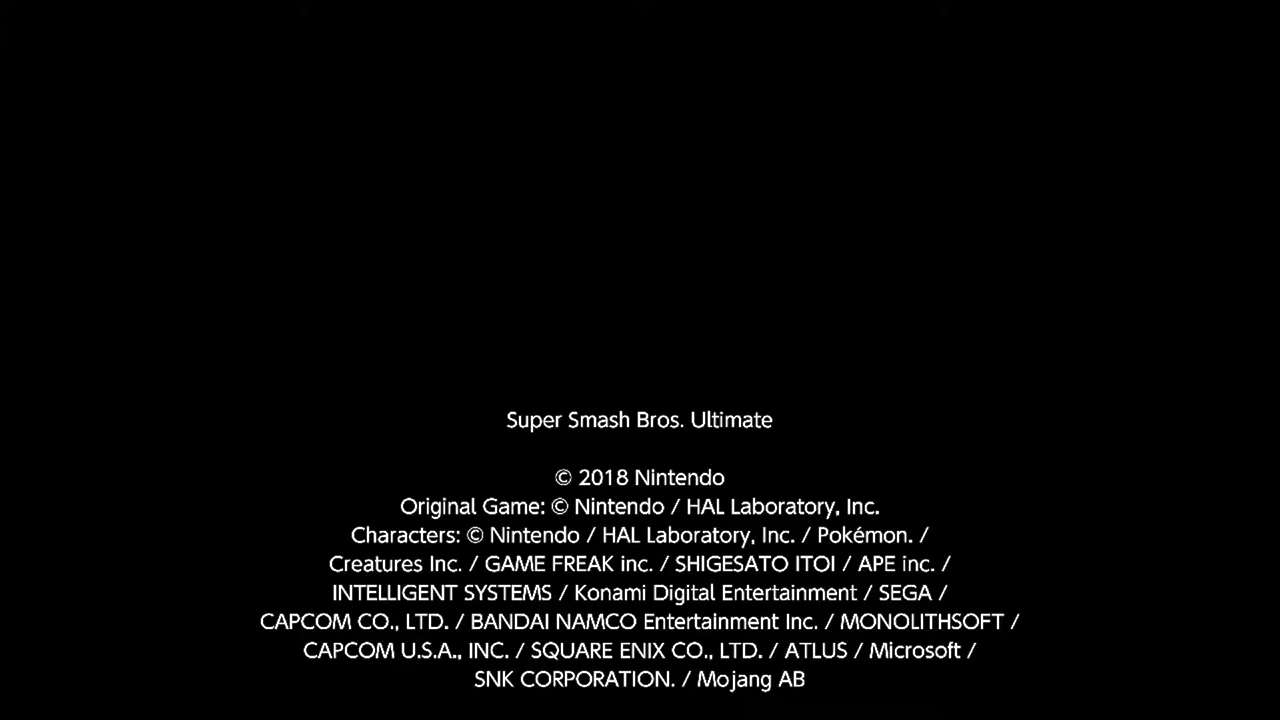 Super Smash Bros. Ultimate
© 2018 Nintendo
Original Game: © Nintendo / HAL Laboratory, Inc.
Characters: © Nintendo / HAL Laboratory, Inc. / Pokémon. /
Creatures Inc. / GAME FREAK inc. / SHIGESATO ITOI / APE inc. /
INTELLIGENT SYSTEMS / Konami Digital Entertainment / SEGA /
CAPCOM CO., LTD. / BANDAI NAMCO Entertainment Inc. / MONOLITHSOFT /
CAPCOM U.S.A., INC. / SQUARE ENIX CO., LTD. / ATLUS / Microsoft /
SNK CORPORATION. / Mojang AB